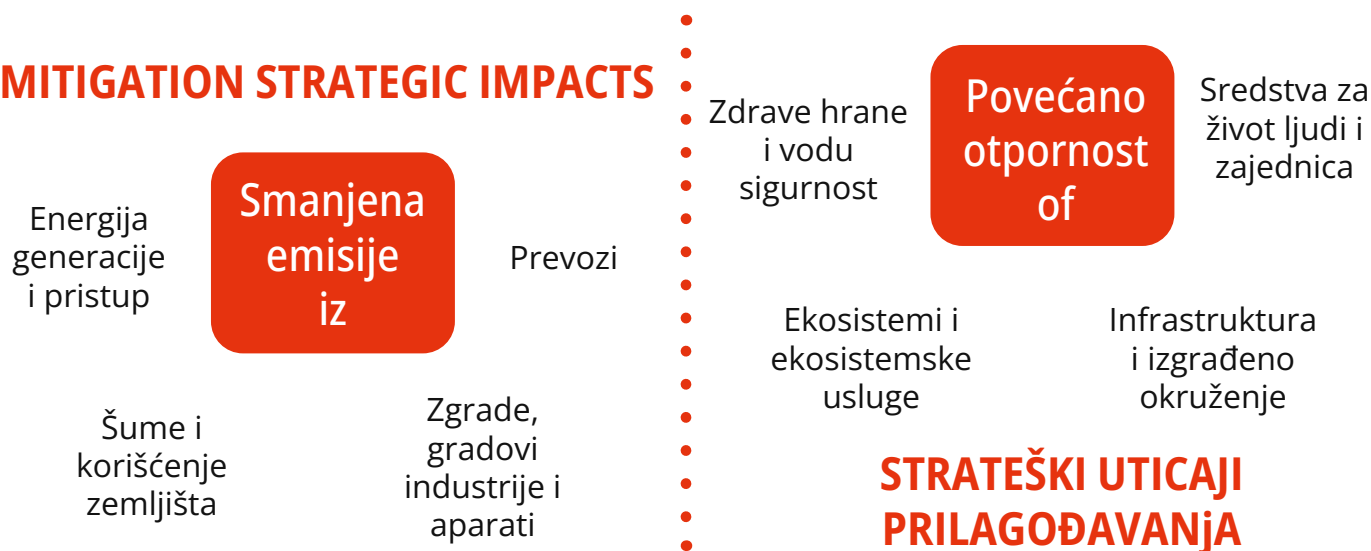 MITIGATION STRATEGIC IMPACTS
Smanjena
emisije
iz
Energija
generacije
i pristup
Prevozi
Šume i
korišćenje
zemljišta
Zgrade,
gradovi
industrije i
aparati
Zdrave hrane
i vodu
sigurnost
Povećano
otpornost
of
Sredstva za
život ljudi i
zajednica
Ekosistemi i
ekosistemske
usluge
Infrastruktura
i izgrađeno
okruženje
STRATEŠKI UTICAJI
PRILAGOĐAVANjA